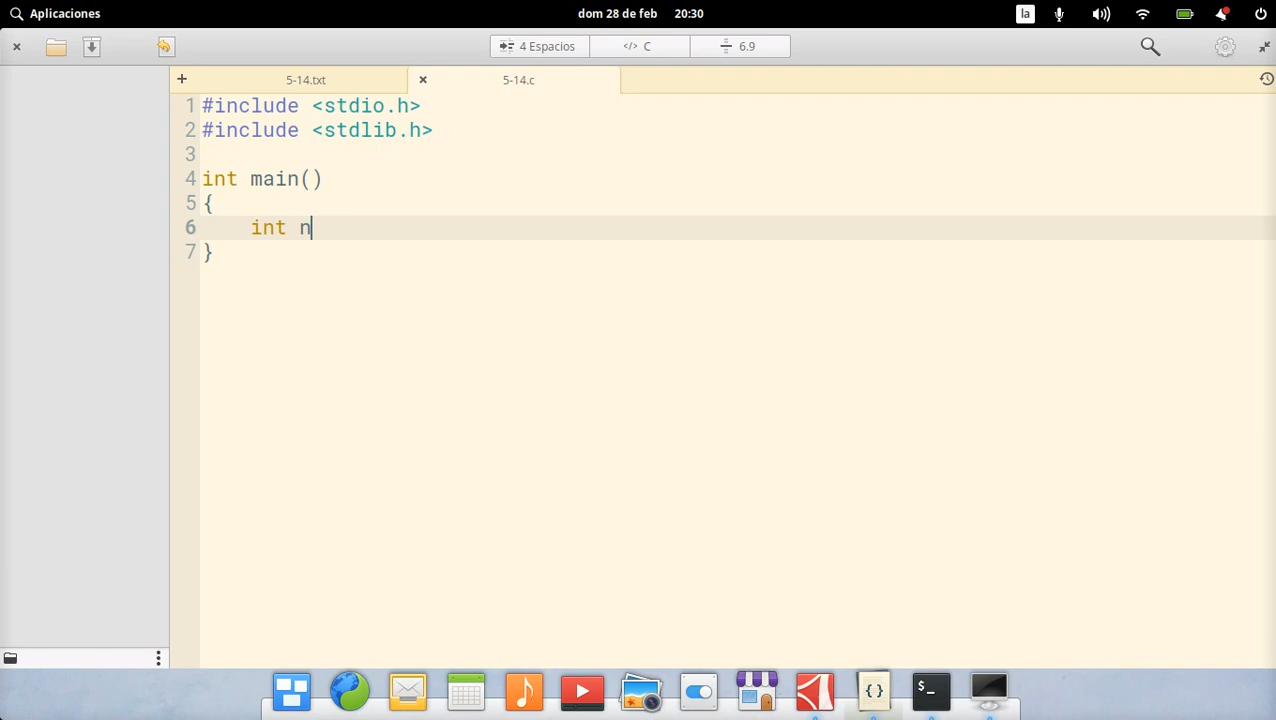 Aplicaciones dom 28 de feb 20:30 la
4 Espacios </> C 6.9
5-14.txt 5-14.c
1 #include <stdio.h>
2 #include <stdlib.h>
3
4 int main()
5 {
6     int n
7 }
{} $_